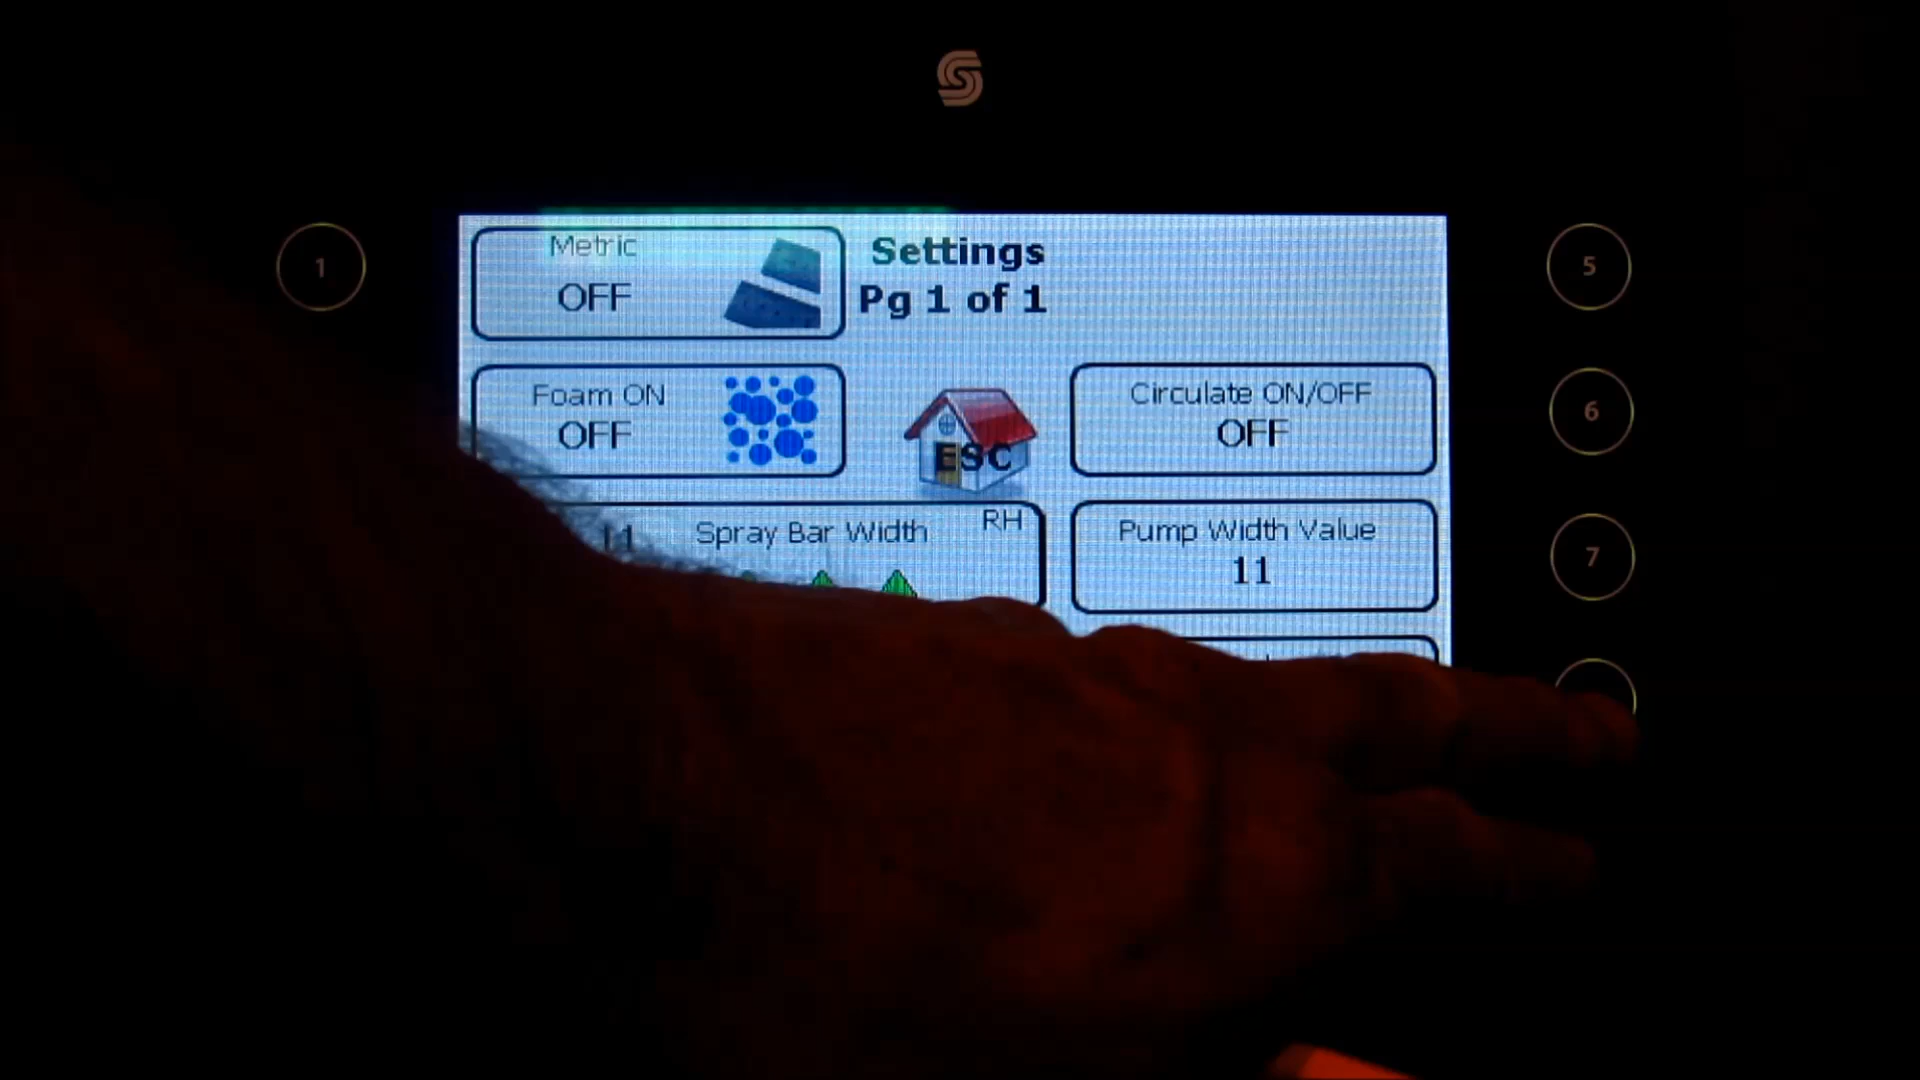 1
Metric
OFF
Settings
Pg 1 of 1
5
Foam ON
OFF
ESC
Circulate ON/OFF
OFF
6
11
Spray Bar Width
RH
Pump Width Value
11
7